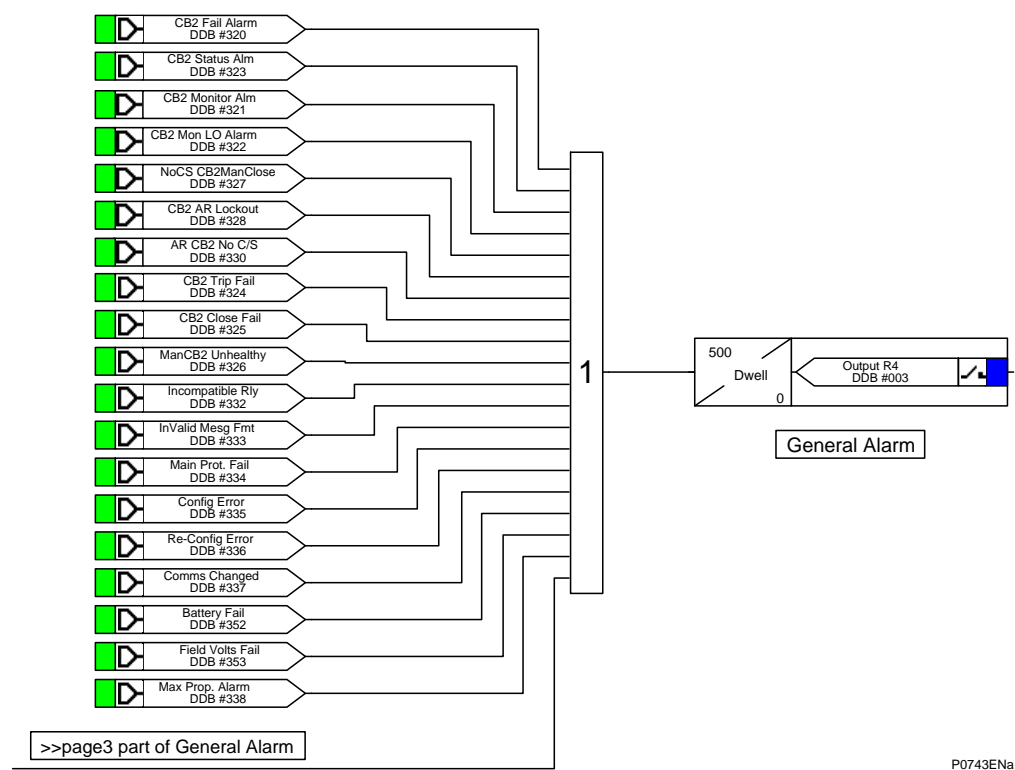 CB2 Fail Alarm
DDB #320
CB2 Status Alm
DDB #323
CB2 Monitor Alm
DDB #321
CB2 Mon LO Alarm
DDB #322
NoCS CB2ManClose
DDB #327
CB2 AR Lockout
DDB #328
AR CB2 No C/S
DDB #330
CB2 Trip Fail
DDB #324
CB2 Close Fail
DDB #325
ManCB2 Unhealthy
DDB #326
Incompatible Rly
DDB #332
InValid Mesg Fmt
DDB #333
Main Prot. Fail
DDB #334
Config Error
DDB #335
Re-Config Error
DDB #336
Comms Changed
DDB #337
Battery Fail
DDB #352
Field Volts Fail
DDB #353
Max Prop. Alarm
DDB #338
>>page3 part of General Alarm
1
500
Dwell
0
Output R4
DDB #003
General Alarm
P0743ENa